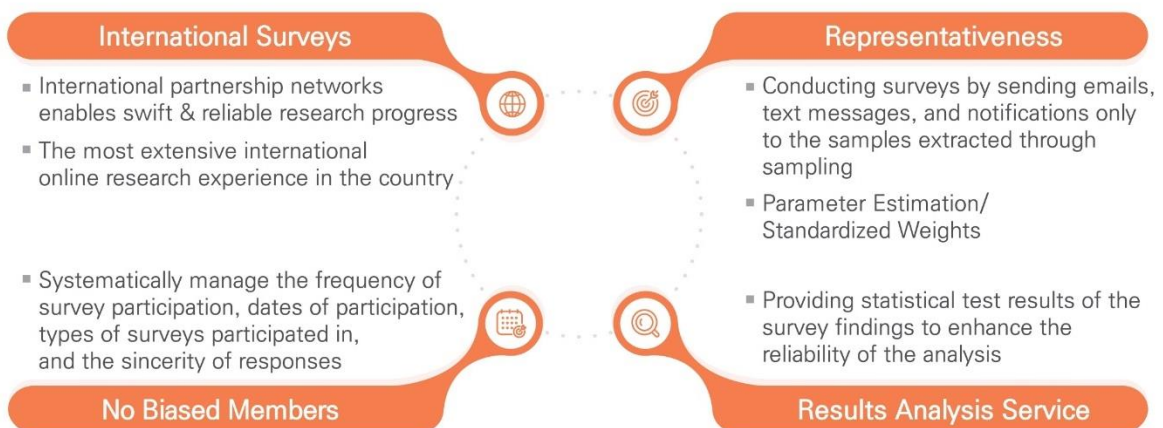 International Surveys
▪ International partnership networks
enables swift & reliable research progress
▪ The most extensive international
online research experience in the country
Representativeness
▪ Conducting surveys by sending emails,
text messages, and notifications only
to the samples extracted through
sampling
▪ Parameter Estimation/
Standardized Weights
▪ Systematically manage the frequency of
survey participation, dates of participation,
types of surveys participated in,
and the sincerity of responses
No Biased Members
▪ Providing statistical test results of the
survey findings to enhance the
reliability of the analysis
Results Analysis Service